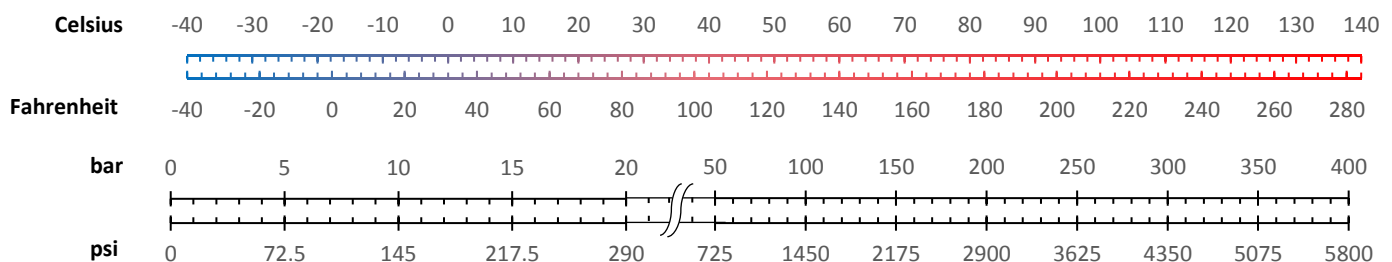 Celsius -40 -30 -20 -10 0 10 20 30 40 50 60 70 80 90 100 110 120 130 140
Fahrenheit -40 -20 0 20 40 60 80 100 120 140 160 180 200 220 240 260 280
bar 0 5 10 15 20 50 100 150 200 250 300 350 400
psi 0 72.5 145 217.5 290 725 1450 2175 2900 3625 4350 5075 5800